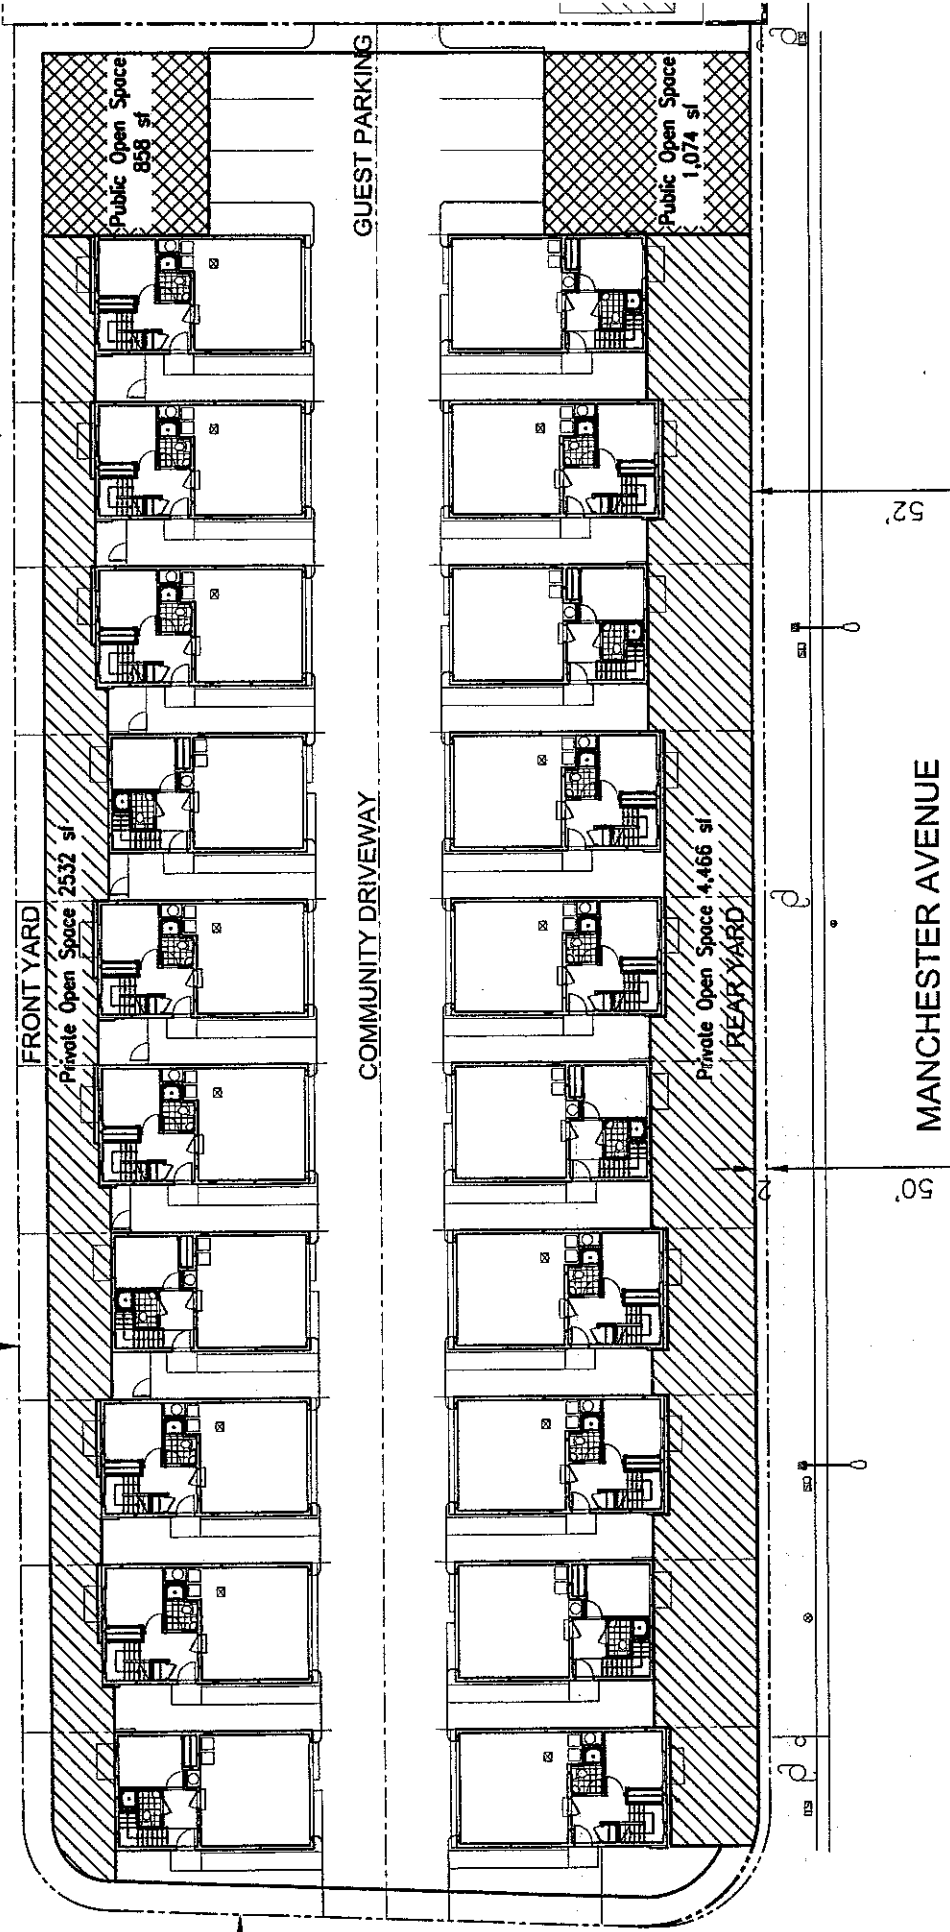 Public Open Space
858 sf
GUEST PARKING
Public Open Space
1,074 sf
52'
FRONT YARD
Private Open Space 2532 sf
COMMUNITY DRIVEWAY
Private Open Space 4,466 sf
REAR YARD
MANCHESTER AVENUE
2'
50'